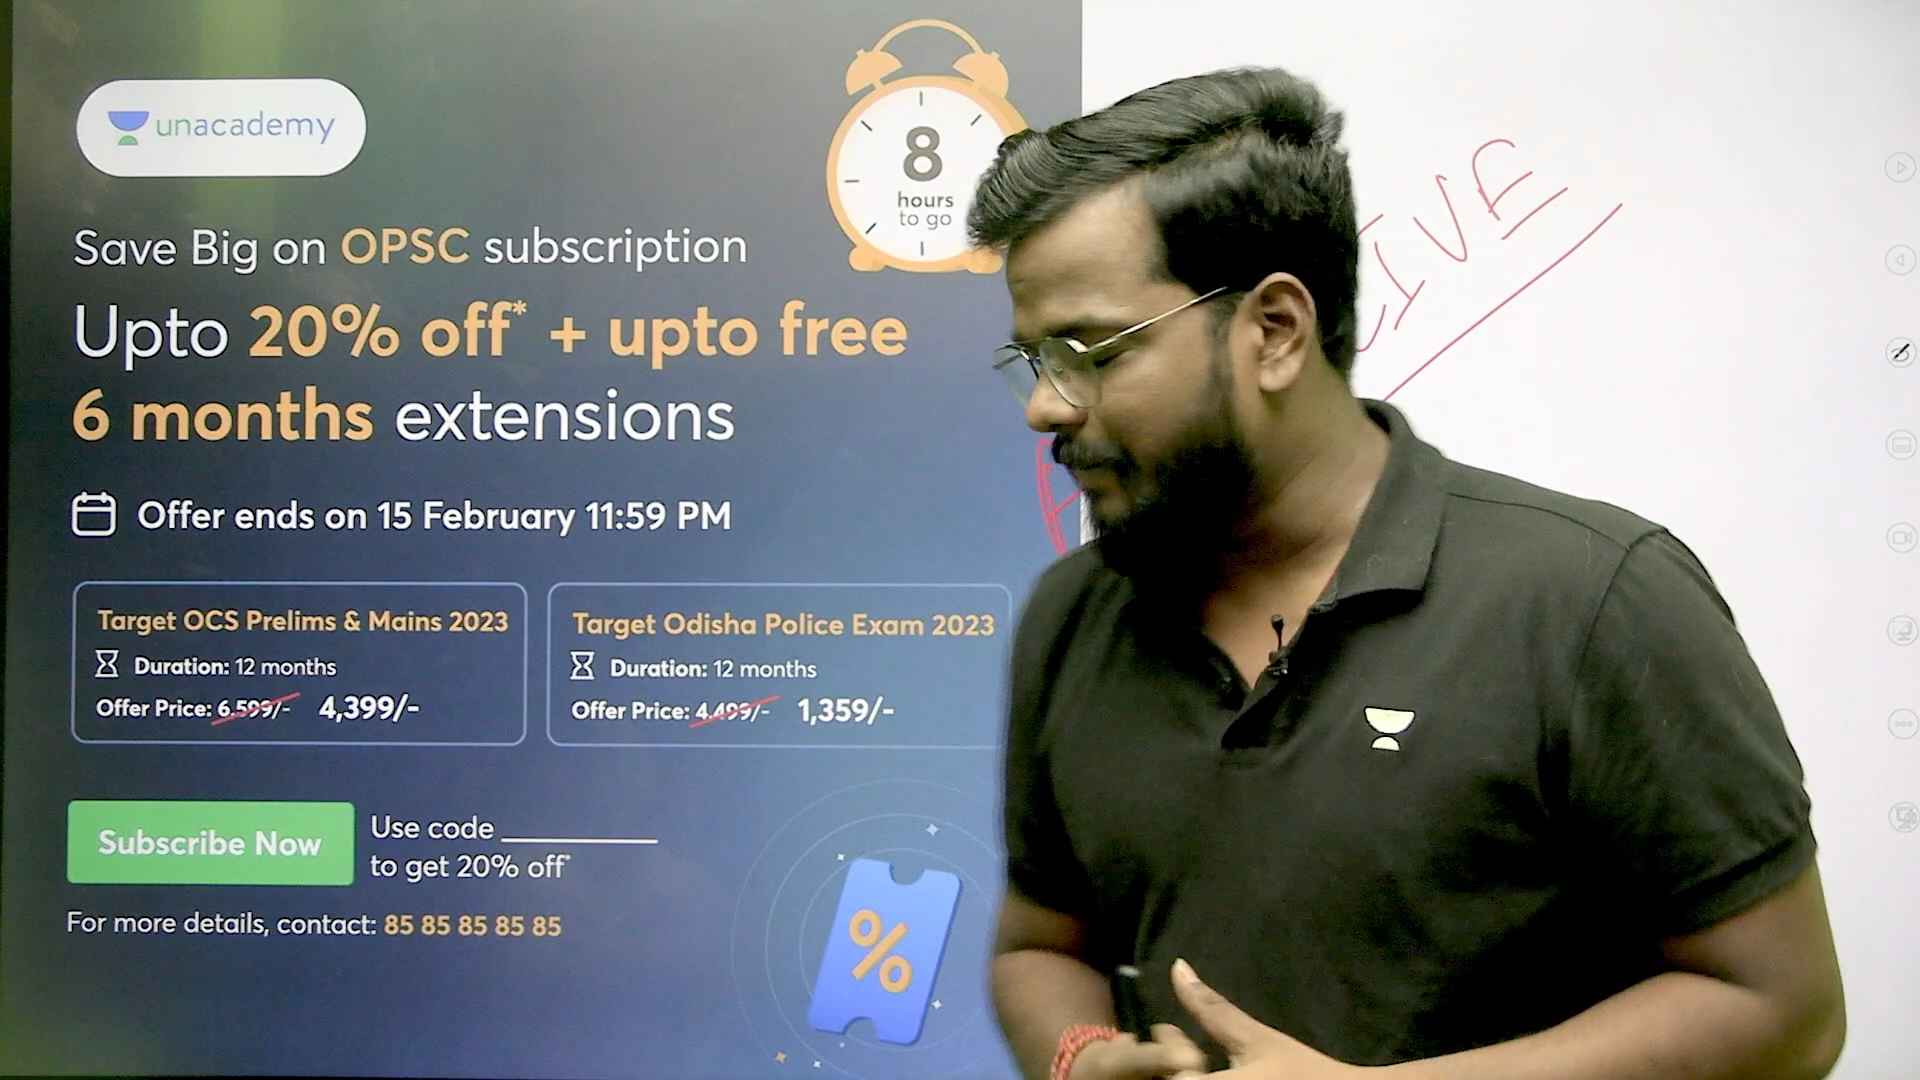 unacademy
8
hours
to go
Save Big on OPSC subscription
Upto 20% off* + upto free
6 months extensions
Offer ends on 15 February 11:59 PM
Target OCS Prelims & Mains 2023
Duration: 12 months
Offer Price: 6,599/- 4,399/-
Target Odisha Police Exam 2023
Duration: 12 months
Offer Price: 4,499/- 1,359/-
Subscribe Now
Use code
to get 20% off*
For more details, contact: 85 85 85 85 85
%
LIVE